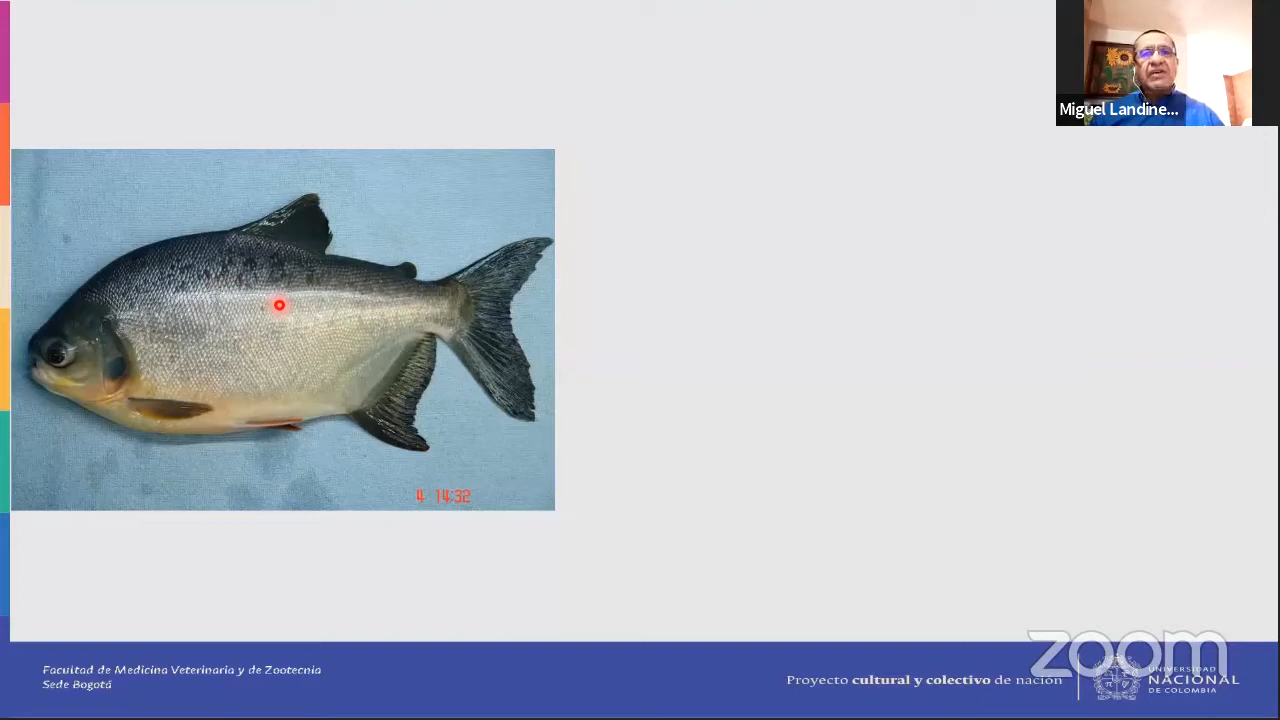 Miguel Landine...
4 14:32
zoom
Facultad de Medicina Veterinaria y de Zootecnia
Sede Bogotá
Proyecto cultural y colectivo de nación
UNIVERSIDAD
NACIONAL
DE COLOMBIA